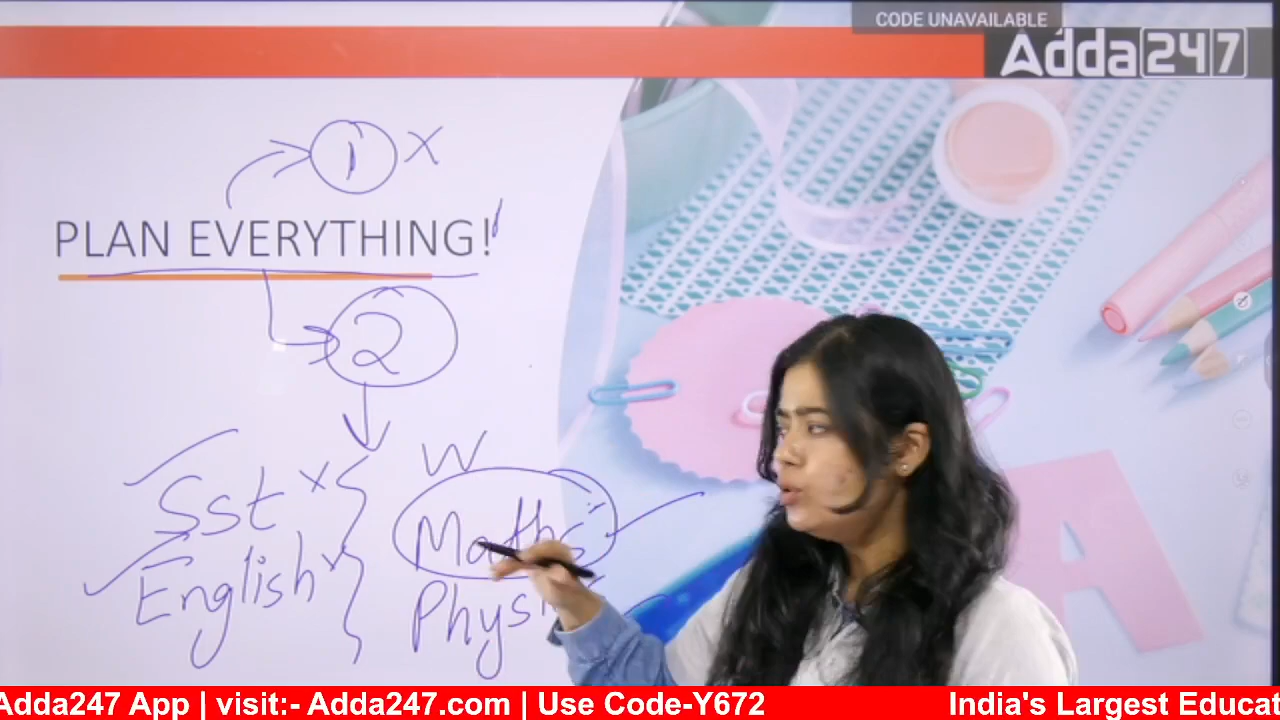 CODE UNAVAILABLE
Adda247
1 X
PLAN EVERYTHING!
2
W
Sst X
Maths
English
Physi
Adda247 App | visit:- Adda247.com | Use Code-Y672
India's Largest Educat